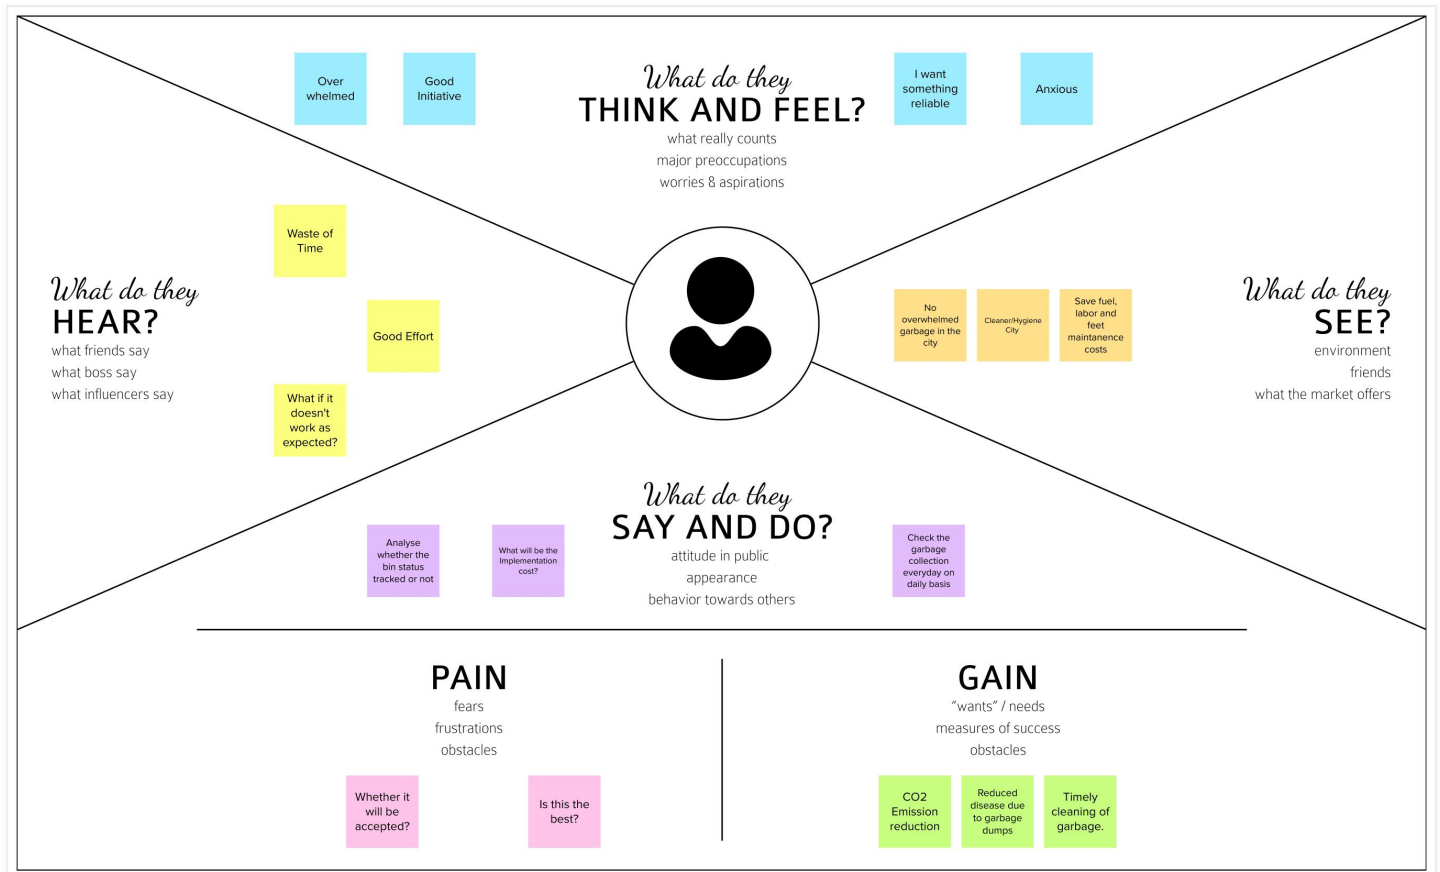 Over
whelmed
Good
Initiative
What do they
THINK AND FEEL?
what really counts
major preoccupations
worries & aspirations
I want
something
reliable
Anxious
What do they
HEAR?
what friends say
what boss say
what influencers say
Waste of
Time
Good Effort
What if it
doesn't
work as
expected?
No
overwhelmed
garbage in the
city
Cleaner/Hygiene
City
Save fuel,
labor and
feet
maintanence
costs
What do they
SEE?
environment
friends
what the market offers
Analyse
whether the
bin status
tracked or not
What will be the
Implementation
cost?
What do they
SAY AND DO?
attitude in public
appearance
behavior towards others
Check the
garbage
collection
everyday on
daily basis
PAIN
fears
frustrations
obstacles
Whether it
will be
accepted?
Is this the
best?
GAIN
“wants” / needs
measures of success
obstacles
CO2
Emission
reduction
Reduced
disease due
to garbage
dumps
Timely
cleaning of
garbage.